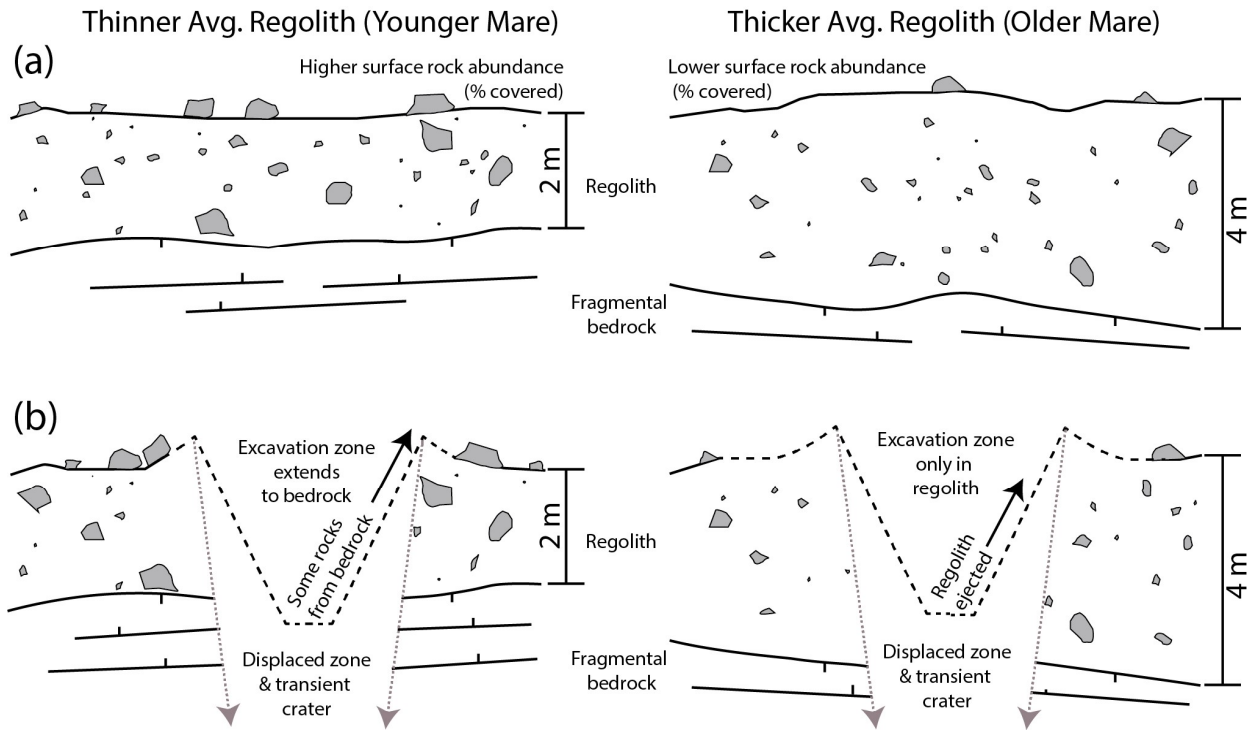 Thinner Avg. Regolith (Younger Mare)
Thicker Avg. Regolith (Older Mare)
(a)
Higher surface rock abundance
(% covered)
Lower surface rock abundance
(% covered)
2 m
Regolith
4 m
Fragmental
bedrock
(b)
Excavation zone
extends
to bedrock
Some rocks
from bedrock
2 m
Regolith
Excavation zone
only in
regolith
Regolith
ejected
4 m
Displaced zone
& transient
crater
Fragmental
bedrock
Displaced zone
& transient
crater